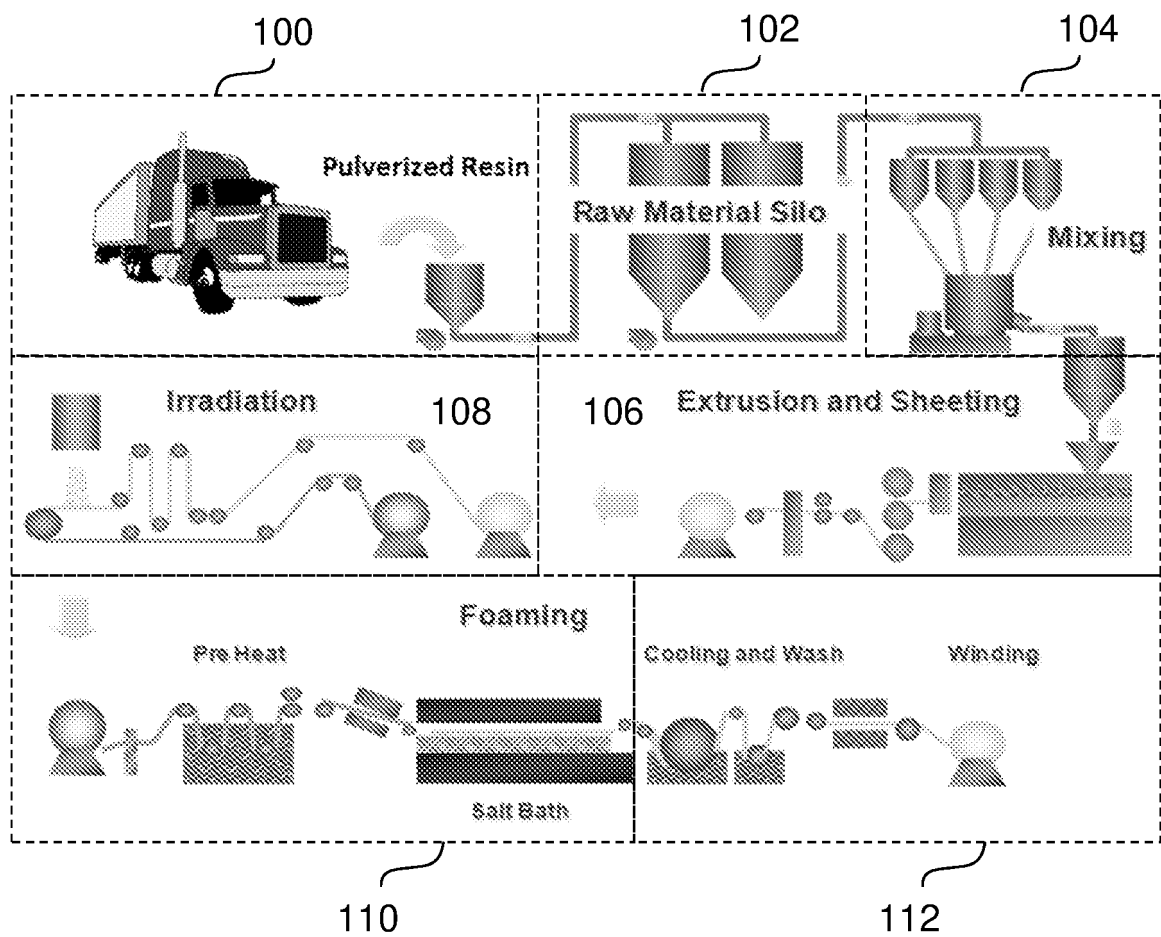 100
102
104
Pulverized Resin
Raw Material Silo
Mixing
Irradiation
108
106
Extrusion and Sheeting
Foaming
Pre Heat
Cooling and Wash
Winding
Salt Bath
110
112